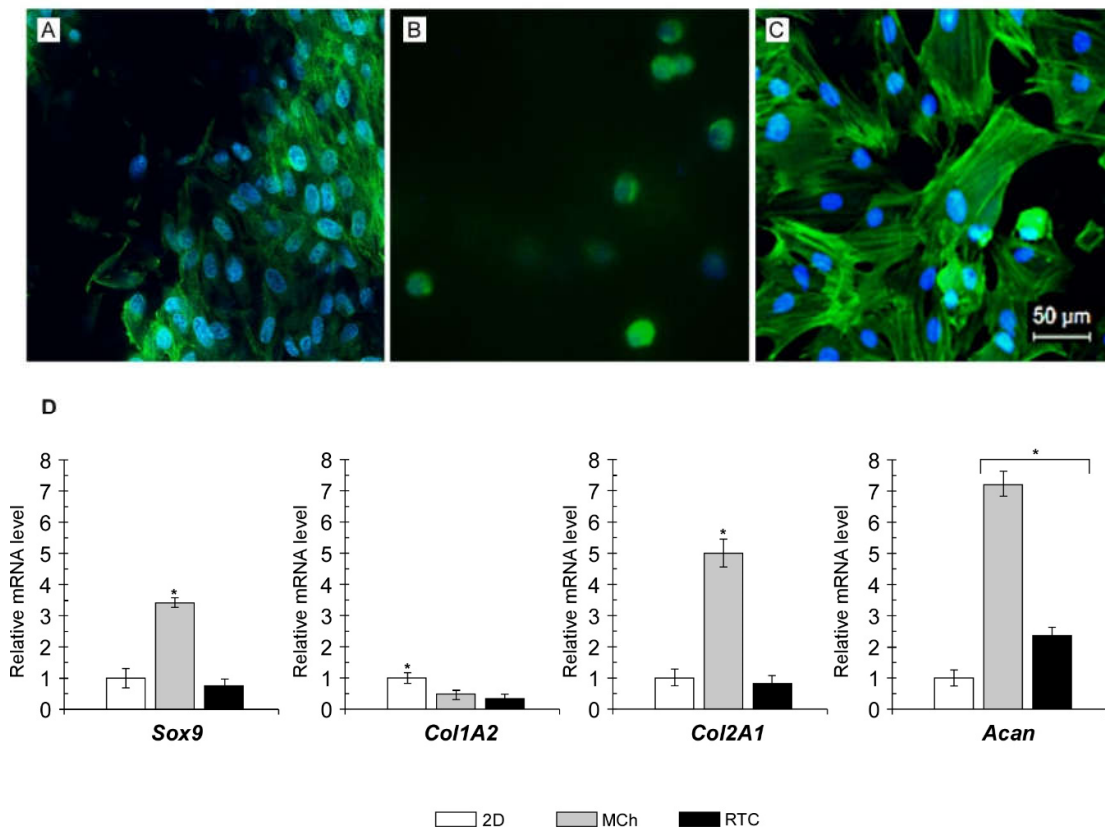 A B C
50 μm
D
8 8 8 8
7 7 7 7
6 6 6 6
5 5 5 5
4 4 4 4
3 3 3 3
2 2 2 2
1 1 1 1
0 0 0 0
Relative mRNA level Relative mRNA level Relative mRNA level Relative mRNA level
* * * *
Sox9 Col1A2 Col2A1 Acan
2D MCh RTC